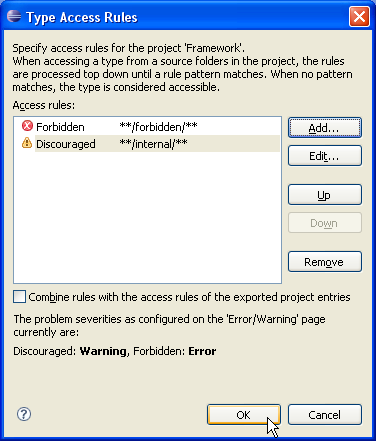 Type Access Rules
Specify access rules for the project 'Framework'.
When accessing a type from a source folders in the project, the rules
are processed top down until a rule pattern matches. When no pattern
matches, the type is considered accessible.
Access rules:
Forbidden **/forbidden/**
Discouraged **/internal/**
Add...
Edit...
Up
Down
Remove
Combine rules with the access rules of the exported project entries
The problem severities as configured on the 'Error/Warning' page
currently are:
Discouraged: Warning, Forbidden: Error
?
OK
Cancel